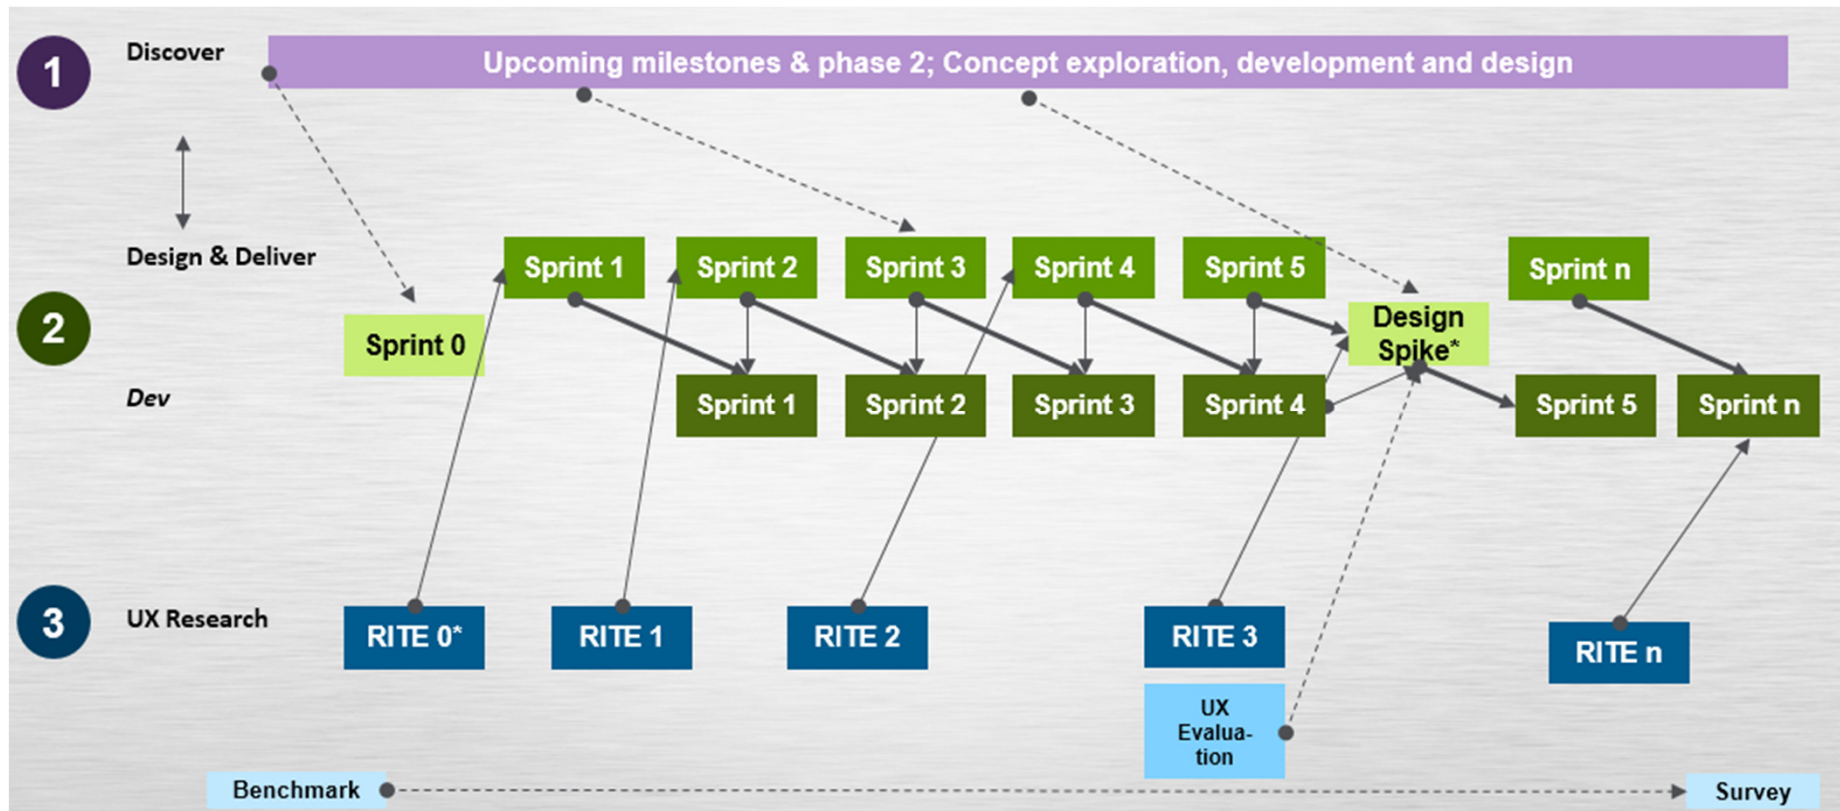 1
Discover
Upcoming milestones & phase 2; Concept exploration, development and design
Design & Deliver
Sprint 1
Sprint 2
Sprint 3
Sprint 4
Sprint 5
Sprint n
2
Sprint 0
Design
Spike*
Dev
Sprint 1
Sprint 2
Sprint 3
Sprint 4
Sprint 5
Sprint n
3
UX Research
RITE 0*
RITE 1
RITE 2
RITE 3
RITE n
UX
Evalua-
tion
Benchmark
Survey